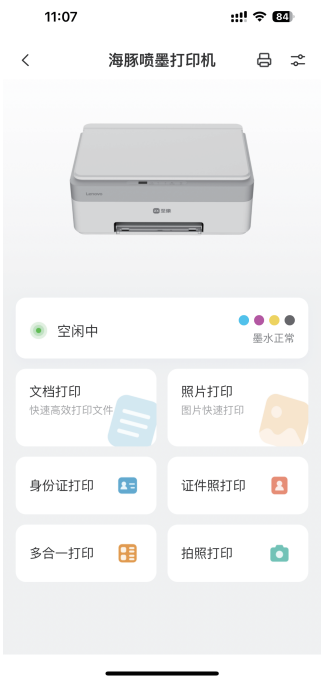 11:07
84
海豚喷墨打印机
空闲中
墨水正常
文档打印
快速高效打印文件
照片打印
图片快速打印
身份证打印
证件照打印
多合一打印
拍照打印